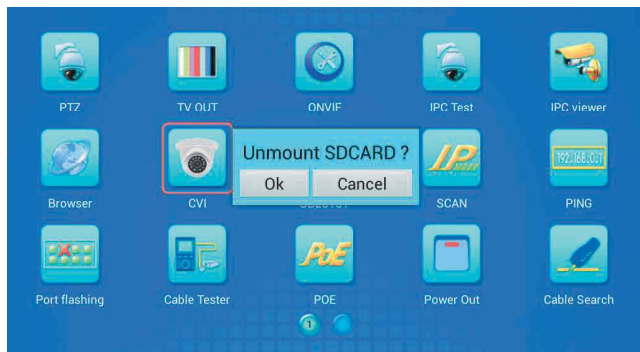 PTZ
TV OUT
ONVIF
IPC Test
IPC viewer
Unmount SDCARD ?
Ok
Cancel
IP
192.168.0.1
Browser
CVI
SCAN
PING
PoE
Port flashing
Cable Tester
POE
Power Out
Cable Search
1